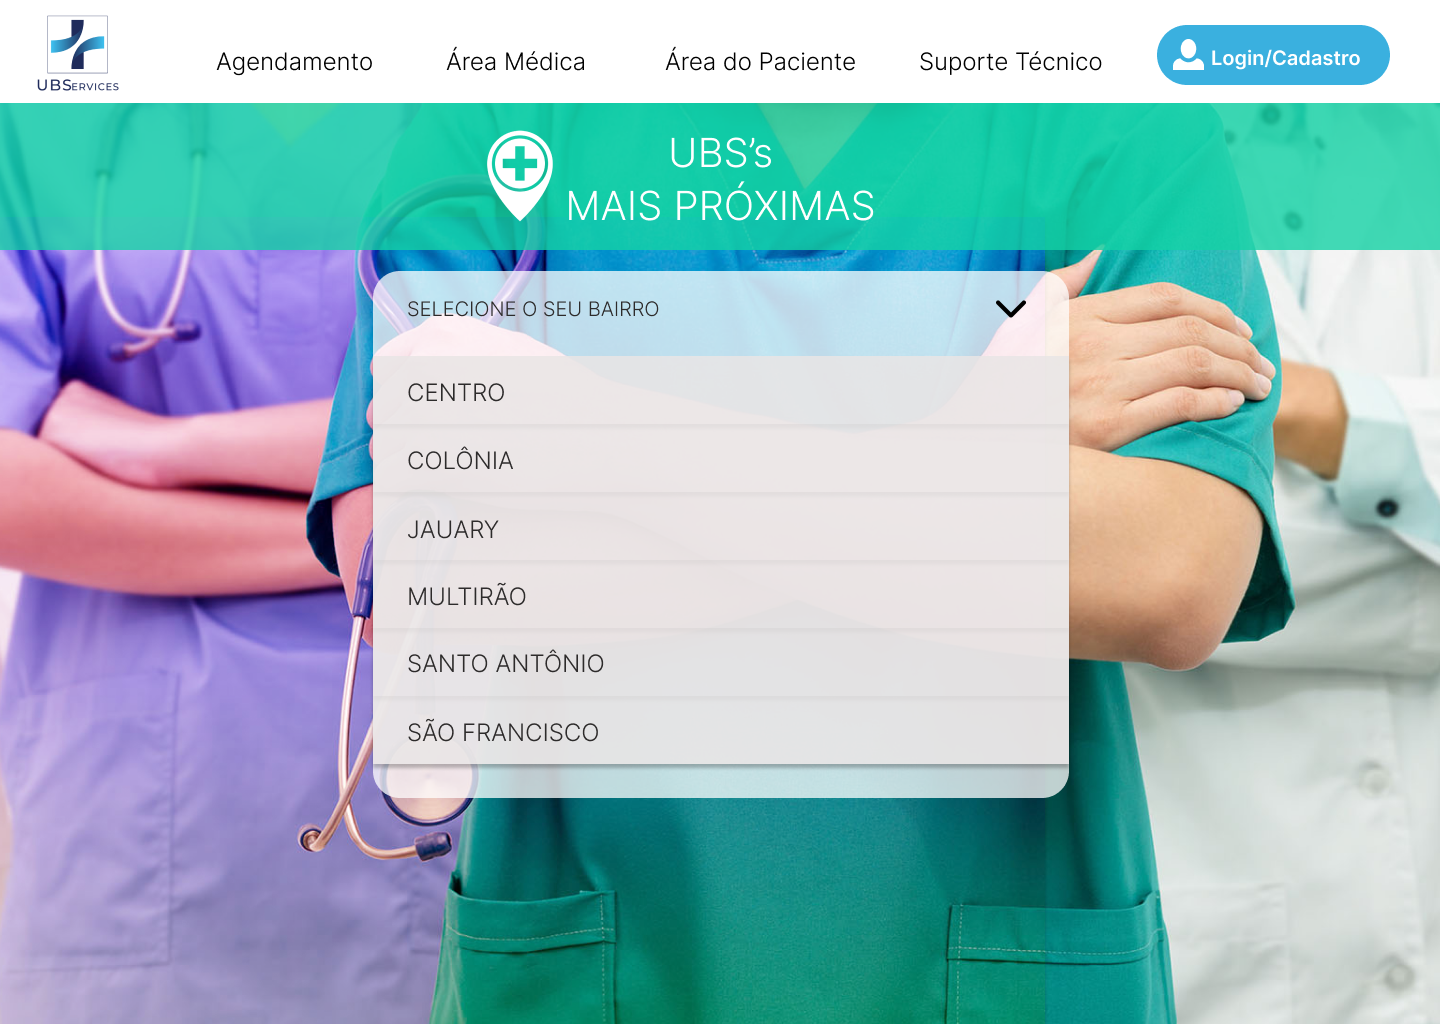 UBSERVICES
Agendamento
Área Médica
Área do Paciente
Suporte Técnico
Login/Cadastro
UBS’s
MAIS PRÓXIMAS
SELECIONE O SEU BAIRRO
CENTRO
COLÔNIA
JAUARY
MULTIRÃO
SANTO ANTÔNIO
SÃO FRANCISCO